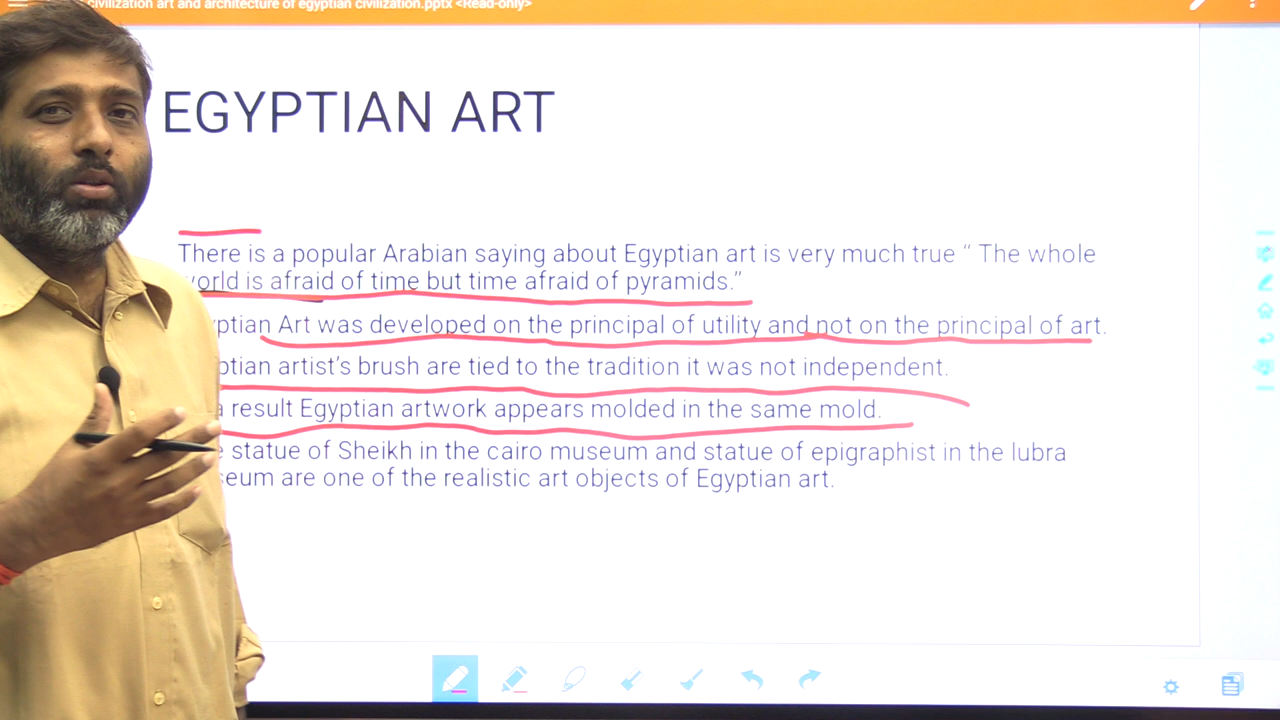 civilization art and architecture of egyptian civilization.pptx <Read-only>
EGYPTIAN ART
There is a popular Arabian saying about Egyptian art is very much true “ The whole
world is afraid of time but time afraid of pyramids.”
yptian Art was developed on the principal of utility and not on the principal of art.
ptian artist’s brush are tied to the tradition it was not independent.
a result Egyptian artwork appears molded in the same mold.
e statue of Sheikh in the cairo museum and statue of epigraphist in the lubra
seum are one of the realistic art objects of Egyptian art.